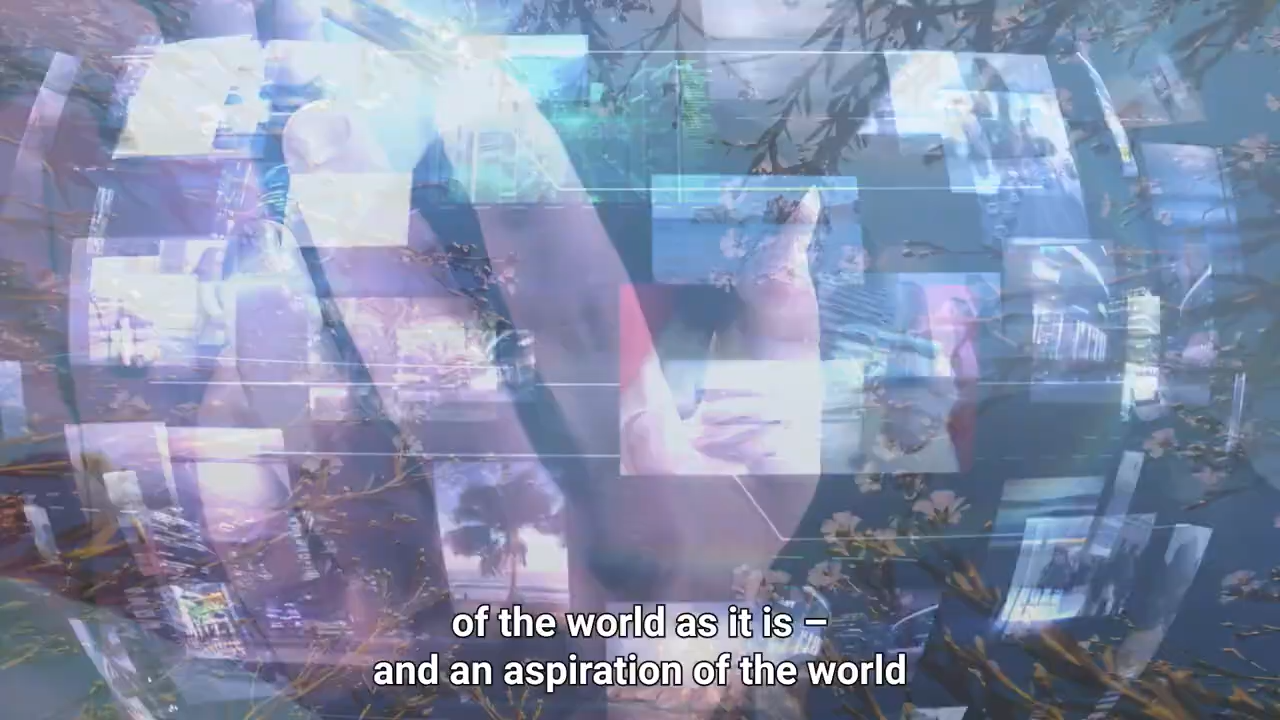 of the world as it is –
and an aspiration of the world